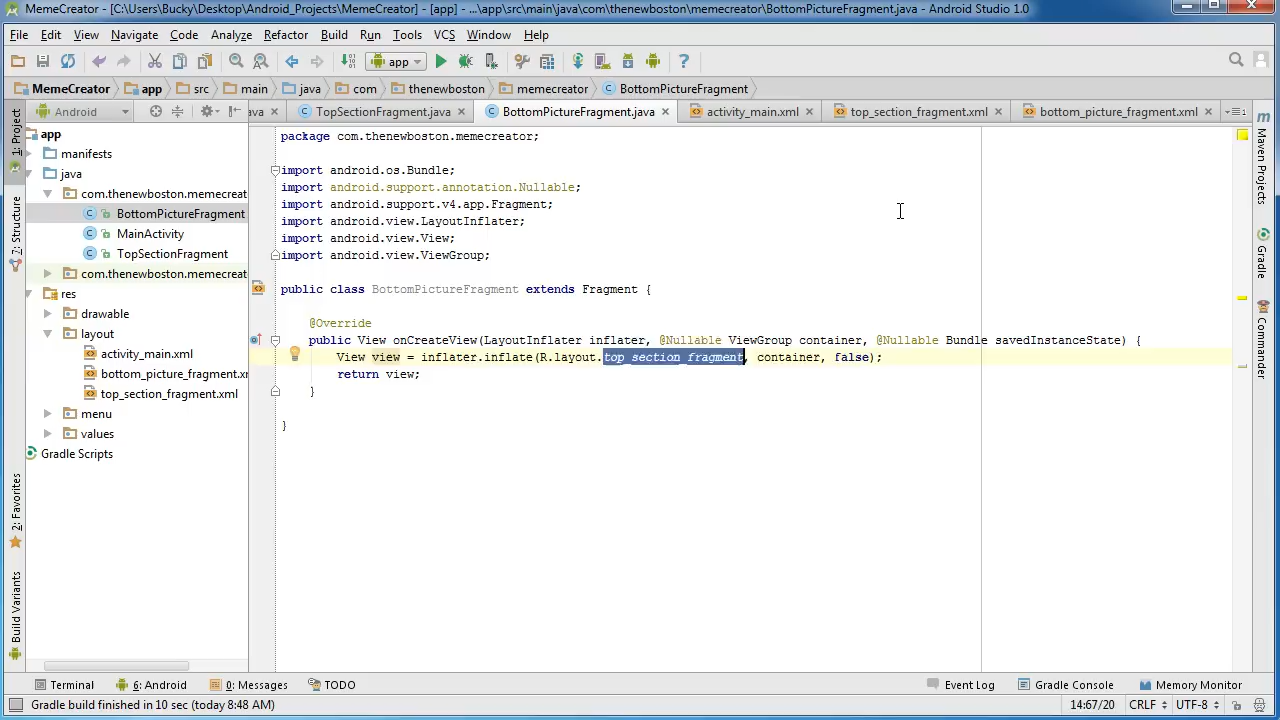 MemeCreator - [C:\Users\Bucky\Desktop\Android_Projects\MemeCreator] - [app] - ...\app\src\main\java\com\thenewboston\memecreator\BottomPictureFragment.java - Android Studio 1.0
File Edit View Navigate Code Analyze Refactor Build Run Tools VCS Window Help
app
MemeCreator app src main java com thenewboston memecreator BottomPictureFragment
Android
java TopSectionFragment.java BottomPictureFragment.java activity_main.xml top_section_fragment.xml bottom_picture_fragment.xml
1: Project
7: Structure
2: Favorites
Build Variants
app
manifests
java
com.thenewboston.memecreat
BottomPictureFragment
MainActivity
TopSectionFragment
com.thenewboston.memecreat
res
drawable
layout
activity_main.xml
bottom_picture_fragment.xm
top_section_fragment.xml
menu
values
Gradle Scripts
package com.thenewboston.memecreator;
import android.os.Bundle;
import android.support.annotation.Nullable;
import android.support.v4.app.Fragment;
import android.view.LayoutInflater;
import android.view.View;
import android.view.ViewGroup;
public class BottomPictureFragment extends Fragment {
@Override
public View onCreateView(LayoutInflater inflater, @Nullable ViewGroup container, @Nullable Bundle savedInstanceState) {
View view = inflater.inflate(R.layout.top_section_fragment, container, false);
return view;
}
}
Maven Projects
Gradle
Commander
Terminal 6: Android 0: Messages TODO Event Log Gradle Console Memory Monitor
Gradle build finished in 10 sec (today 8:48 AM) 14:67/20 CRLF UTF-8